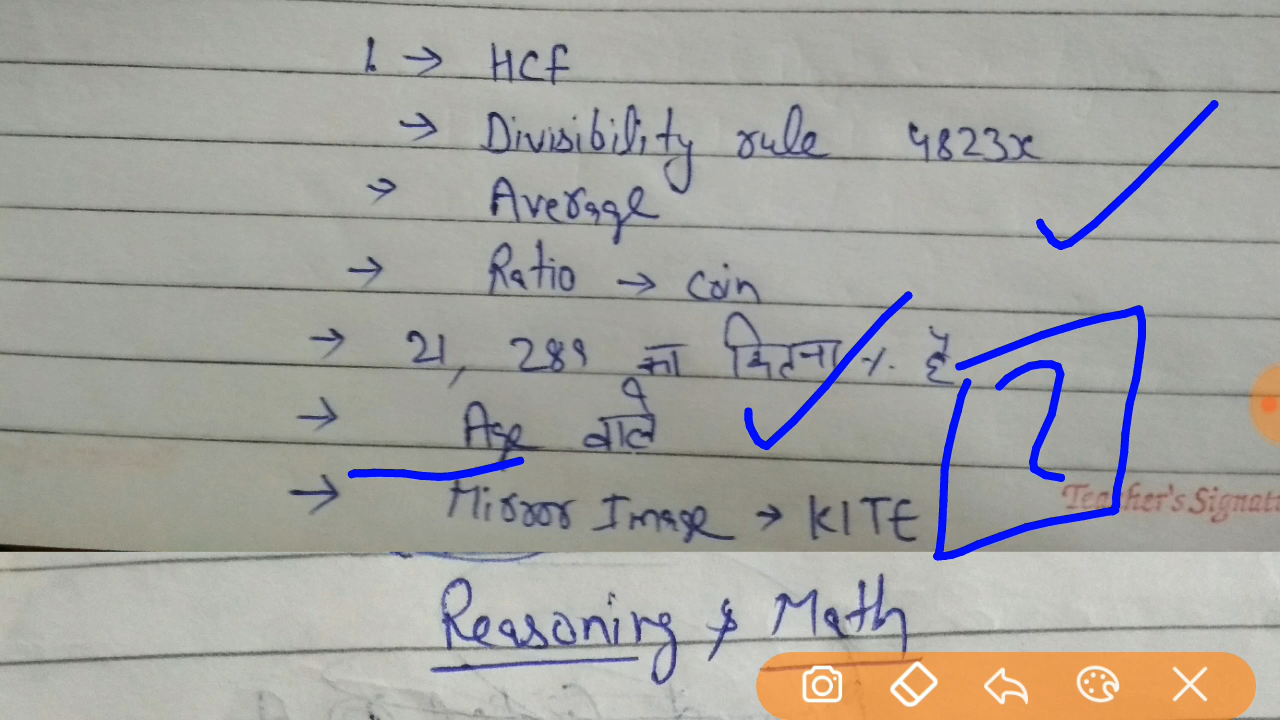 1. → HCF
→ Divisibility rule 4823x
→ Average
→ Ratio → Coin
→ 21, 289 का कितना % है
→ Age वाले
→ Mirror Image → KITE
?
Teacher's Signat
Reasoning & Math